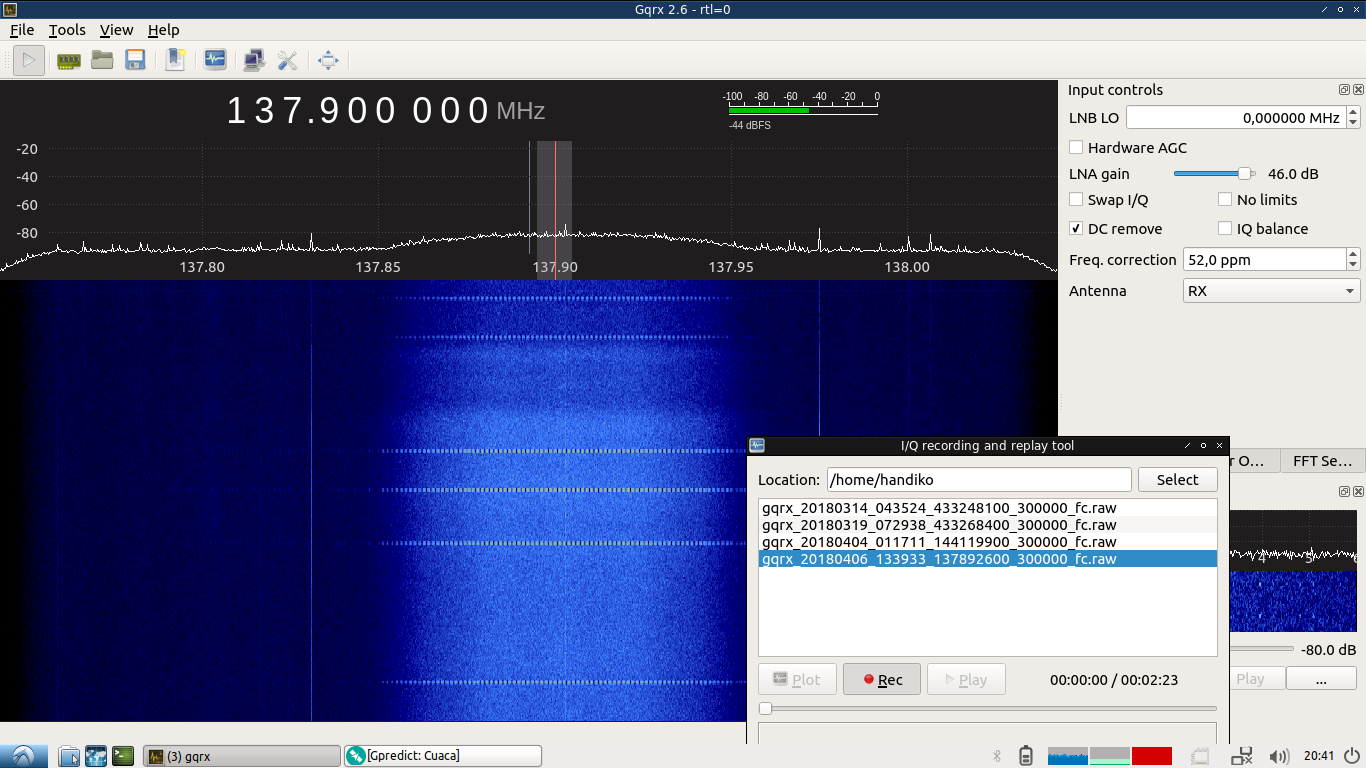 Gqrx 2.6 - rtl=0
File Tools View Help
137.900 000 MHz
-100 -80 -60 -40 -20 0
-44 dBFS
-20
-40
-60
-80
137.80 137.85 137.90 137.95 138.00
Input controls
LNB LO 0,000000 MHz
Hardware AGC
LNA gain 46.0 dB
Swap I/Q No limits
DC remove IQ balance
Freq. correction 52,0 ppm
Antenna RX
r O... FFT Se...
4 5 6
-80.0 dB
Play ...
I/Q recording and replay tool
Location: /home/handiko Select
gqrx_20180314_043524_433248100_300000_fc.raw
gqrx_20180319_072938_433268400_300000_fc.raw
gqrx_20180404_011711_144119900_300000_fc.raw
gqrx_20180406_133933_137892600_300000_fc.raw
Plot Rec Play 00:00:00 / 00:02:23
(3) gqrx [Gpredict: Cuaca] 20:41